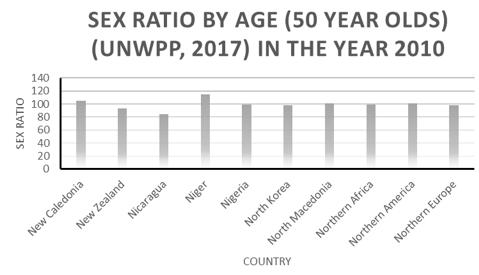 SEX RATIO BY AGE (50 YEAR OLDS)
(UNWPP, 2017) IN THE YEAR 2010
140
120
100
80
60
40
20
0
SEX RATIO
New Caledonia
New Zealand
Nicaragua
Niger
Nigeria
North Korea
North Macedonia
Northern Africa
Northern America
Northern Europe
COUNTRY